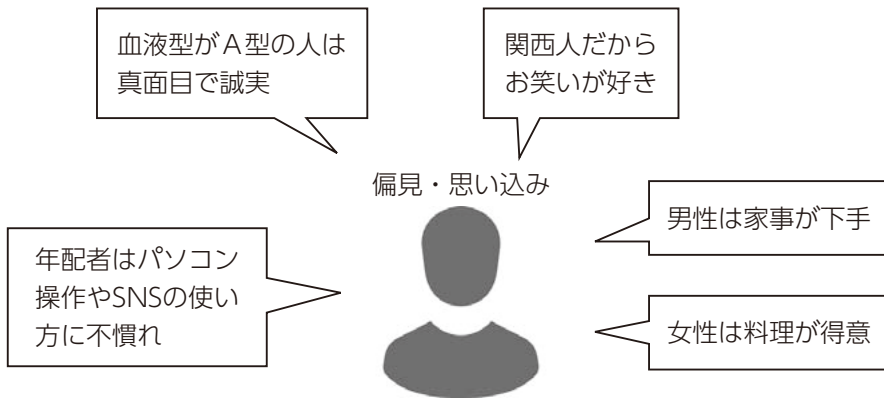 血液型がＡ型の人は
真面目で誠実
関西人だから
お笑いが好き
偏見・思い込み
男性は家事が下手
年配者はパソコン
操作やSNSの使い
方に不慣れ
女性は料理が得意